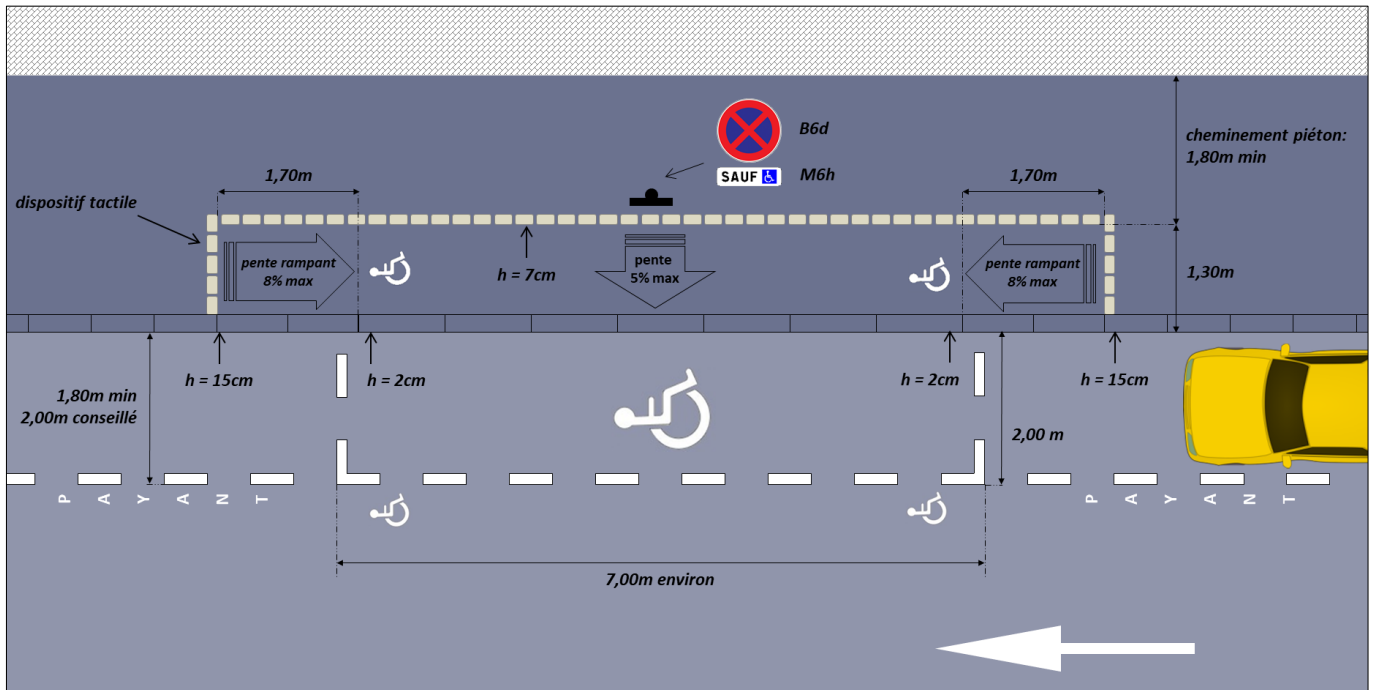 B6d
SAUF
M6h
cheminement piéton:
1,80m min
1,70m
1,70m
dispositif tactile
pente rampant
8% max
h = 7cm
pente
5% max
pente rampant
8% max
1,30m
h = 15cm
h = 2cm
h = 2cm
h = 15cm
1,80m min
2,00m conseillé
2,00 m
PAYANT
PAYANT
7,00m environ